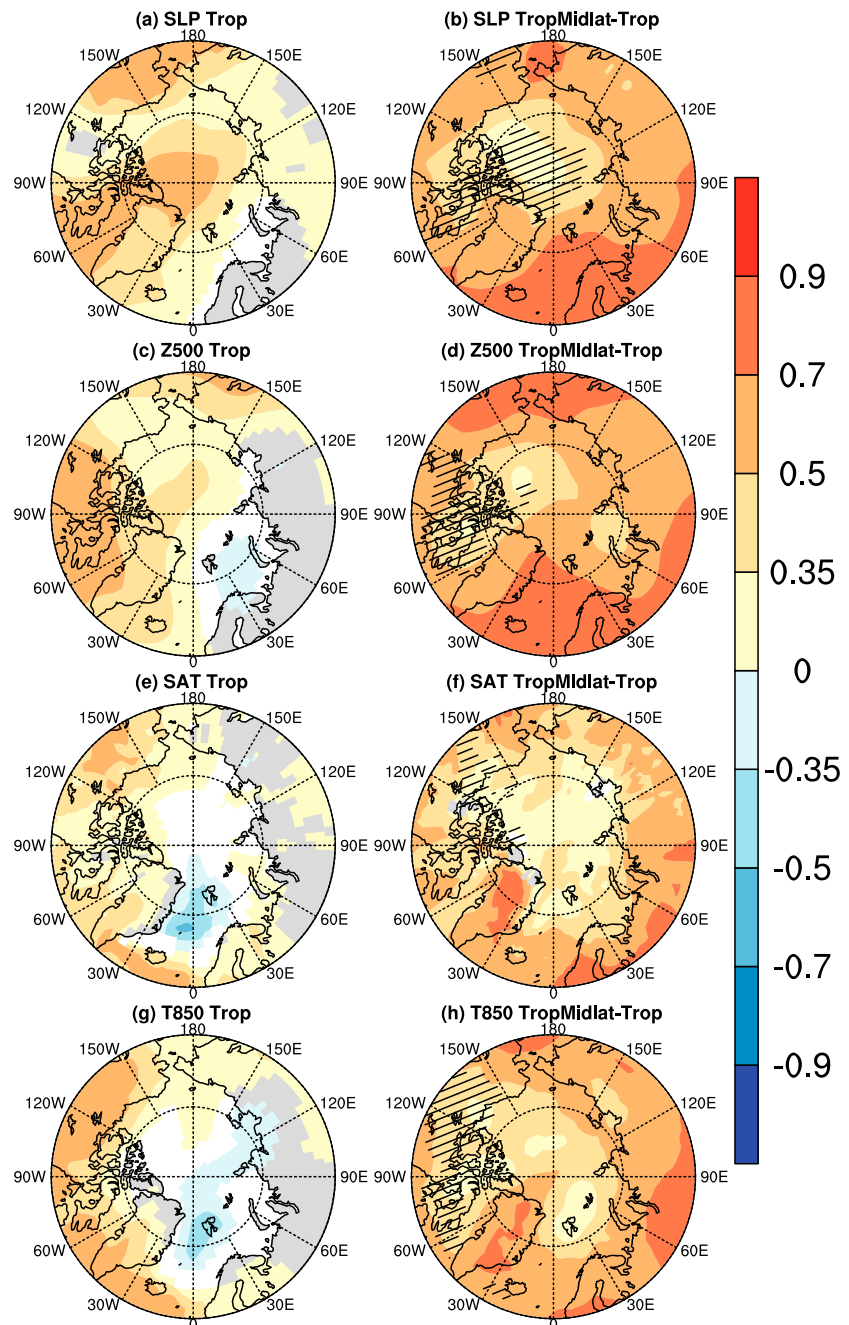 (a) SLP Trop
(b) SLP TropMidlat-Trop
180
180
150W
150E
150W
150E
120W
120E
120W
120E
90W
90E
90W
90E
60W
60E
60W
60E
30W
30E
30W
30E
0
0
(c) Z500 Trop
(d) Z500 TropMIdlat-Trop
180
180
150W
150E
150W
150E
120W
120E
120W
120E
90W
90E
90W
90E
60W
60E
60W
60E
30W
30E
30W
30E
0
0
(e) SAT Trop
(f) SAT TropMIdlat-Trop
180
180
150W
150E
150W
150E
120W
120E
120W
120E
90W
90E
90W
90E
60W
60E
60W
60E
30W
30E
30W
30E
0
0
(g) T850 Trop
(h) T850 TropMidlat-Trop
180
180
150W
150E
150W
150E
120W
120E
120W
120E
90W
90E
90W
90E
60W
60E
60W
60E
30W
30E
30W
30E
0
0
0.9
0.7
0.5
0.35
0
-0.35
-0.5
-0.7
-0.9